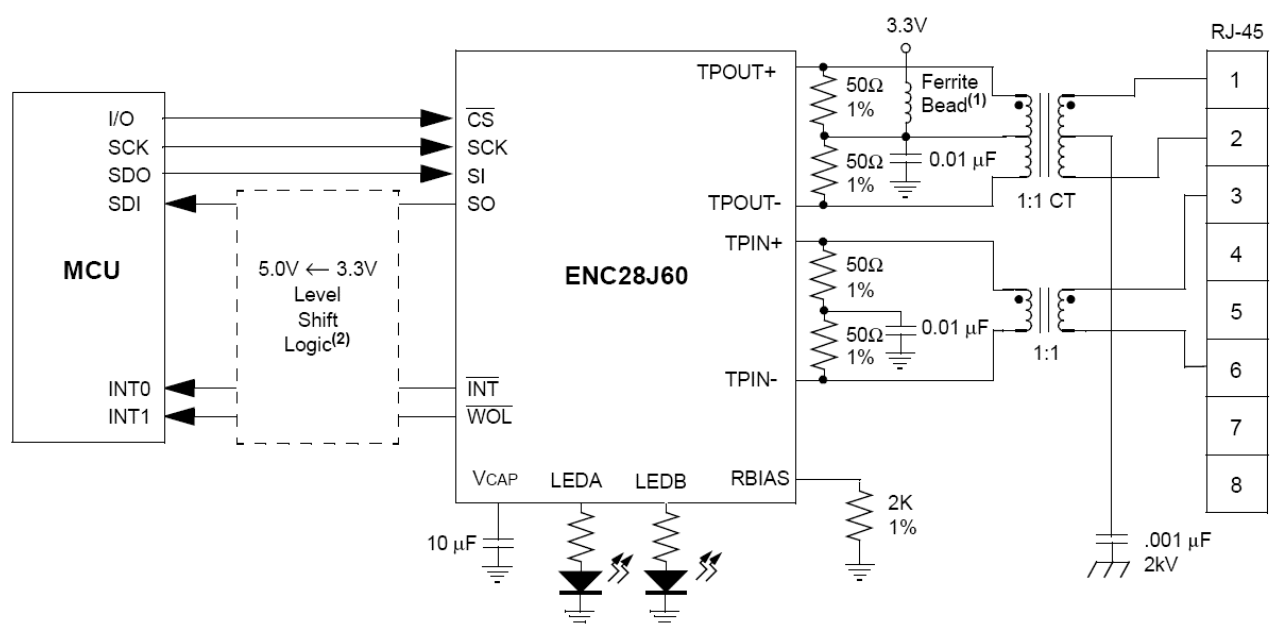 3.3V
RJ-45
TPOUT+
50Ω
1%
Ferrite
Bead(1)
1
I/O
CS
SCK
SCK
2
50Ω
1%
0.01 μF
SDO
SI
SDI
SO
TPOUT-
1:1 CT
3
TPIN+
4
MCU
5.0V ← 3.3V
Level
Shift
Logic(2)
ENC28J60
50Ω
1%
5
50Ω
1%
0.01 μF
1:1
6
INT0
INT
TPIN-
INT1
WOL
7
VCAP
LEDA
LEDB
RBIAS
8
2K
1%
10 μF
.001 μF
2kV